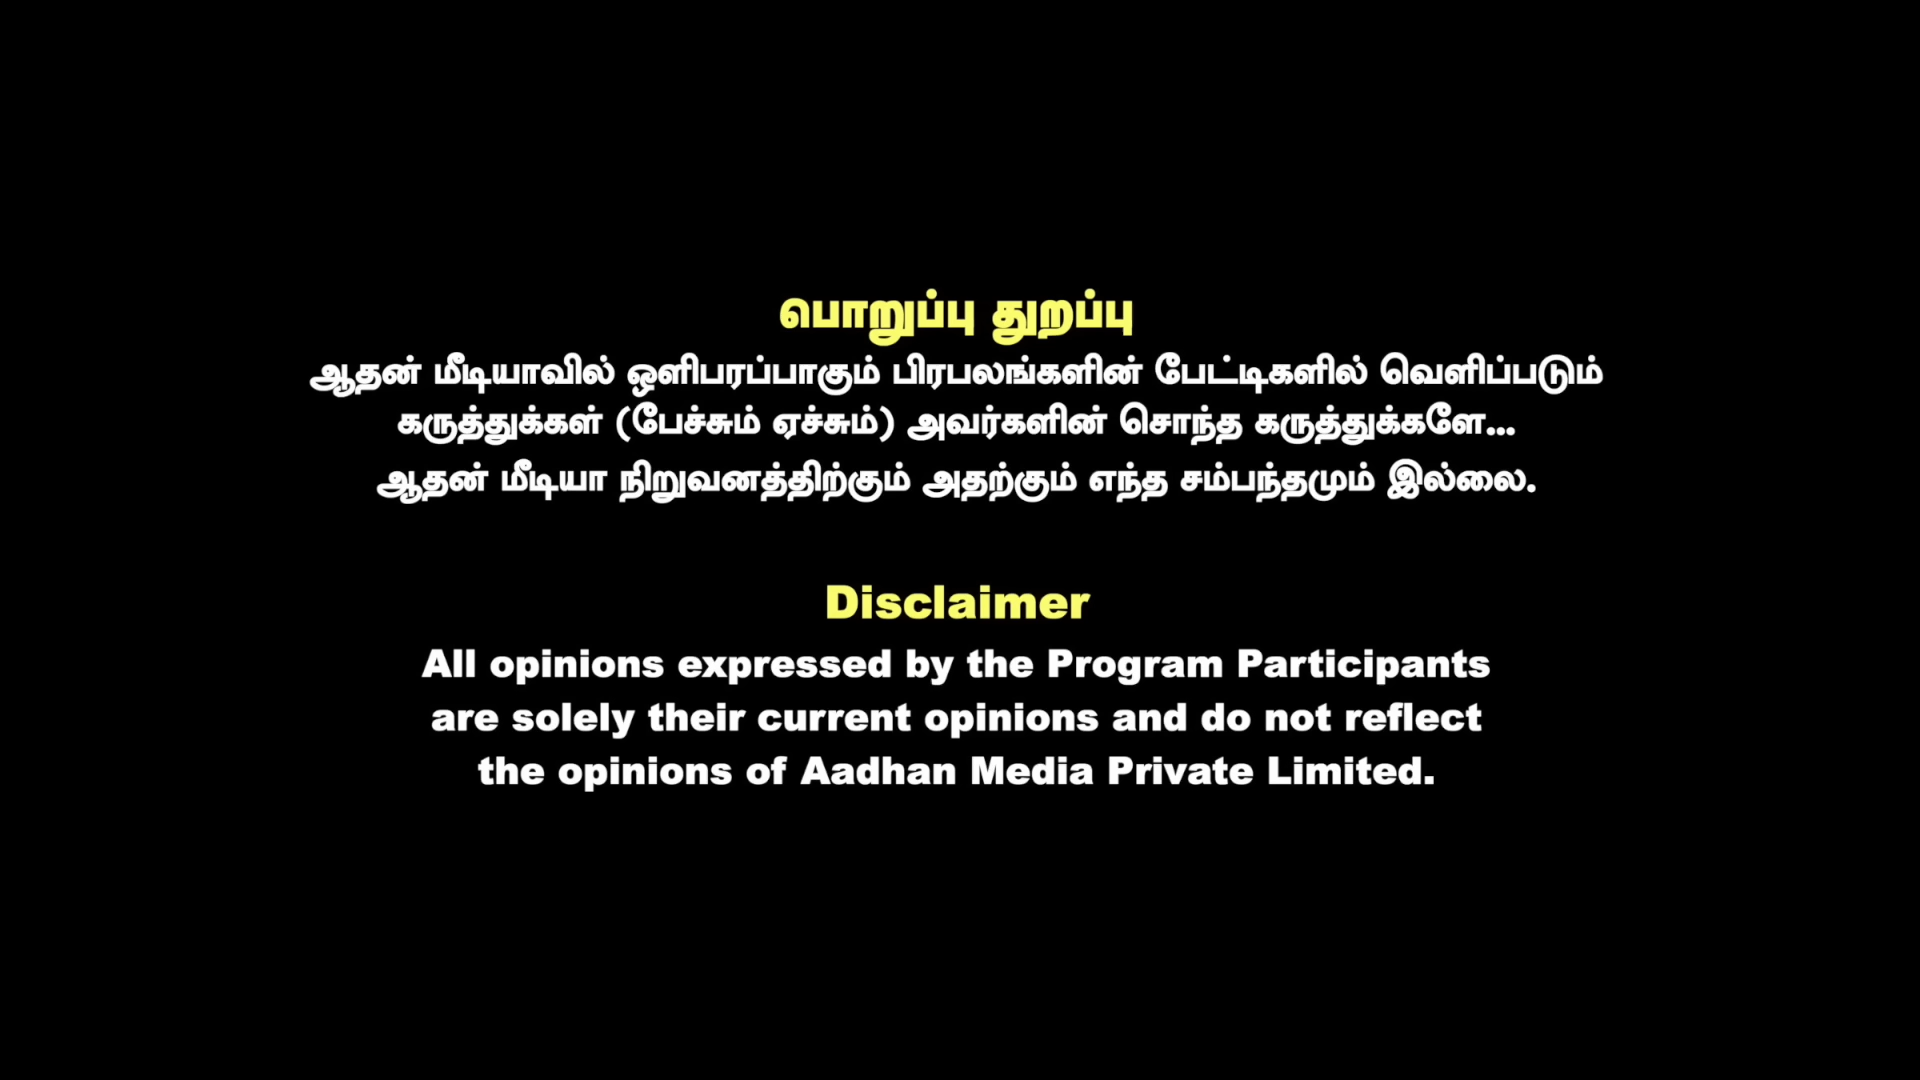 பொறுப்பு துறப்பு
ஆதன் மீடியாவில் ஒளிபரப்பாகும் பிரபலங்களின் பேட்டிகளில் வெளிப்படும்
கருத்துக்கள் (பேச்சும் ஏச்சும்) அவர்களின் சொந்த கருத்துக்களே...
ஆதன் மீடியா நிறுவனத்திற்கும் அதற்கும் எந்த சம்பந்தமும் இல்லை.
Disclaimer
All opinions expressed by the Program Participants
are solely their current opinions and do not reflect
the opinions of Aadhan Media Private Limited.